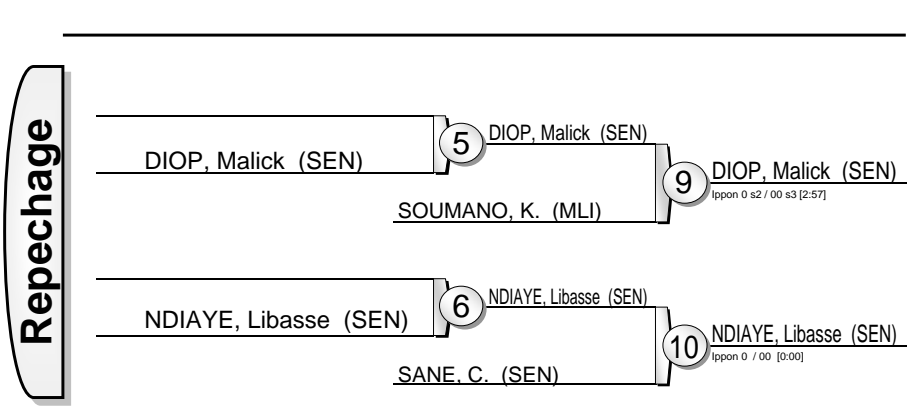 Repechage
DIOP, Malick (SEN)
5
DIOP, Malick (SEN)
SOUMANO, K. (MLI)
9
DIOP, Malick (SEN)
Ippon 0 s2 / 00 s3 [2:57]
NDIAYE, Libasse (SEN)
6
NDIAYE, Libasse (SEN)
SANE, C. (SEN)
10
NDIAYE, Libasse (SEN)
Ippon 0 / 00 [0:00]